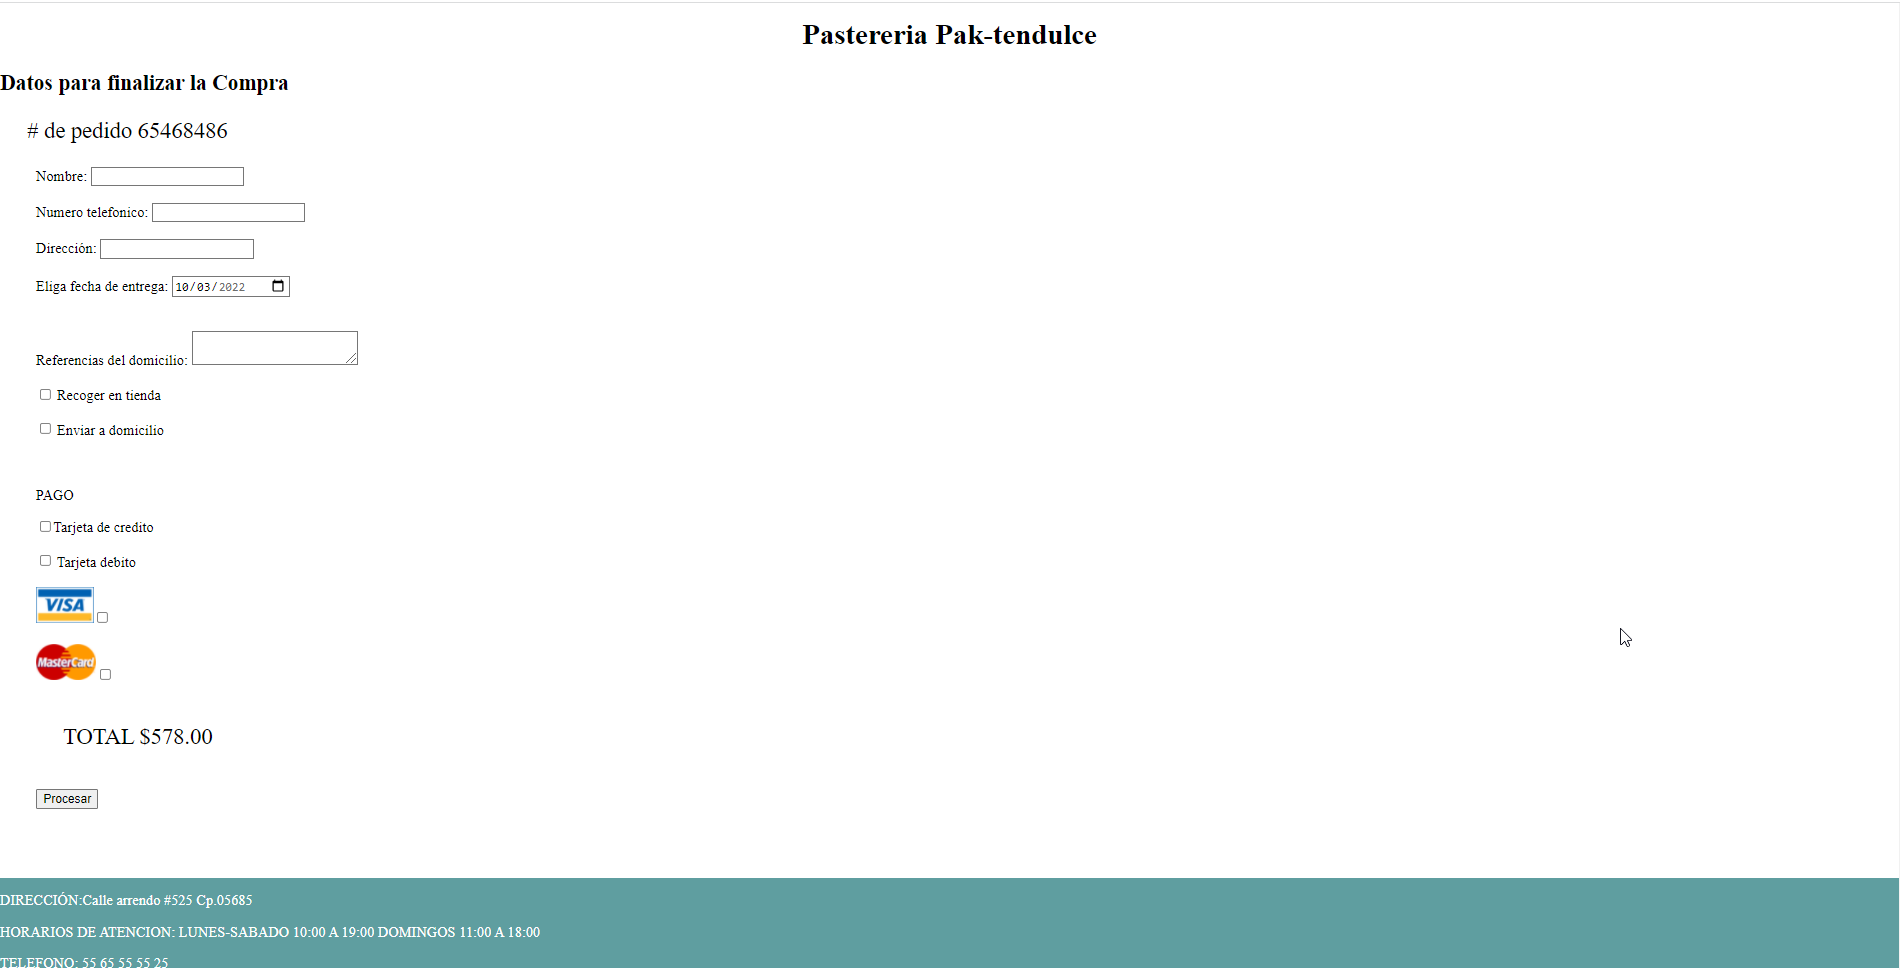 Pastereria Pak-tendulce
Datos para finalizar la Compra
# de pedido 65468486
Nombre:
Numero telefonico:
Dirección:
Eliga fecha de entrega: 10/03/2022
Referencias del domicilio:
Recoger en tienda
Enviar a domicilio
PAGO
Tarjeta de credito
Tarjeta debito
VISA
MasterCard
TOTAL $578.00
Procesar
DIRECCIÓN:Calle arrendo #525 Cp.05685
HORARIOS DE ATENCION: LUNES-SABADO 10:00 A 19:00 DOMINGOS 11:00 A 18:00
TELEFONO: 55 65 55 55 25